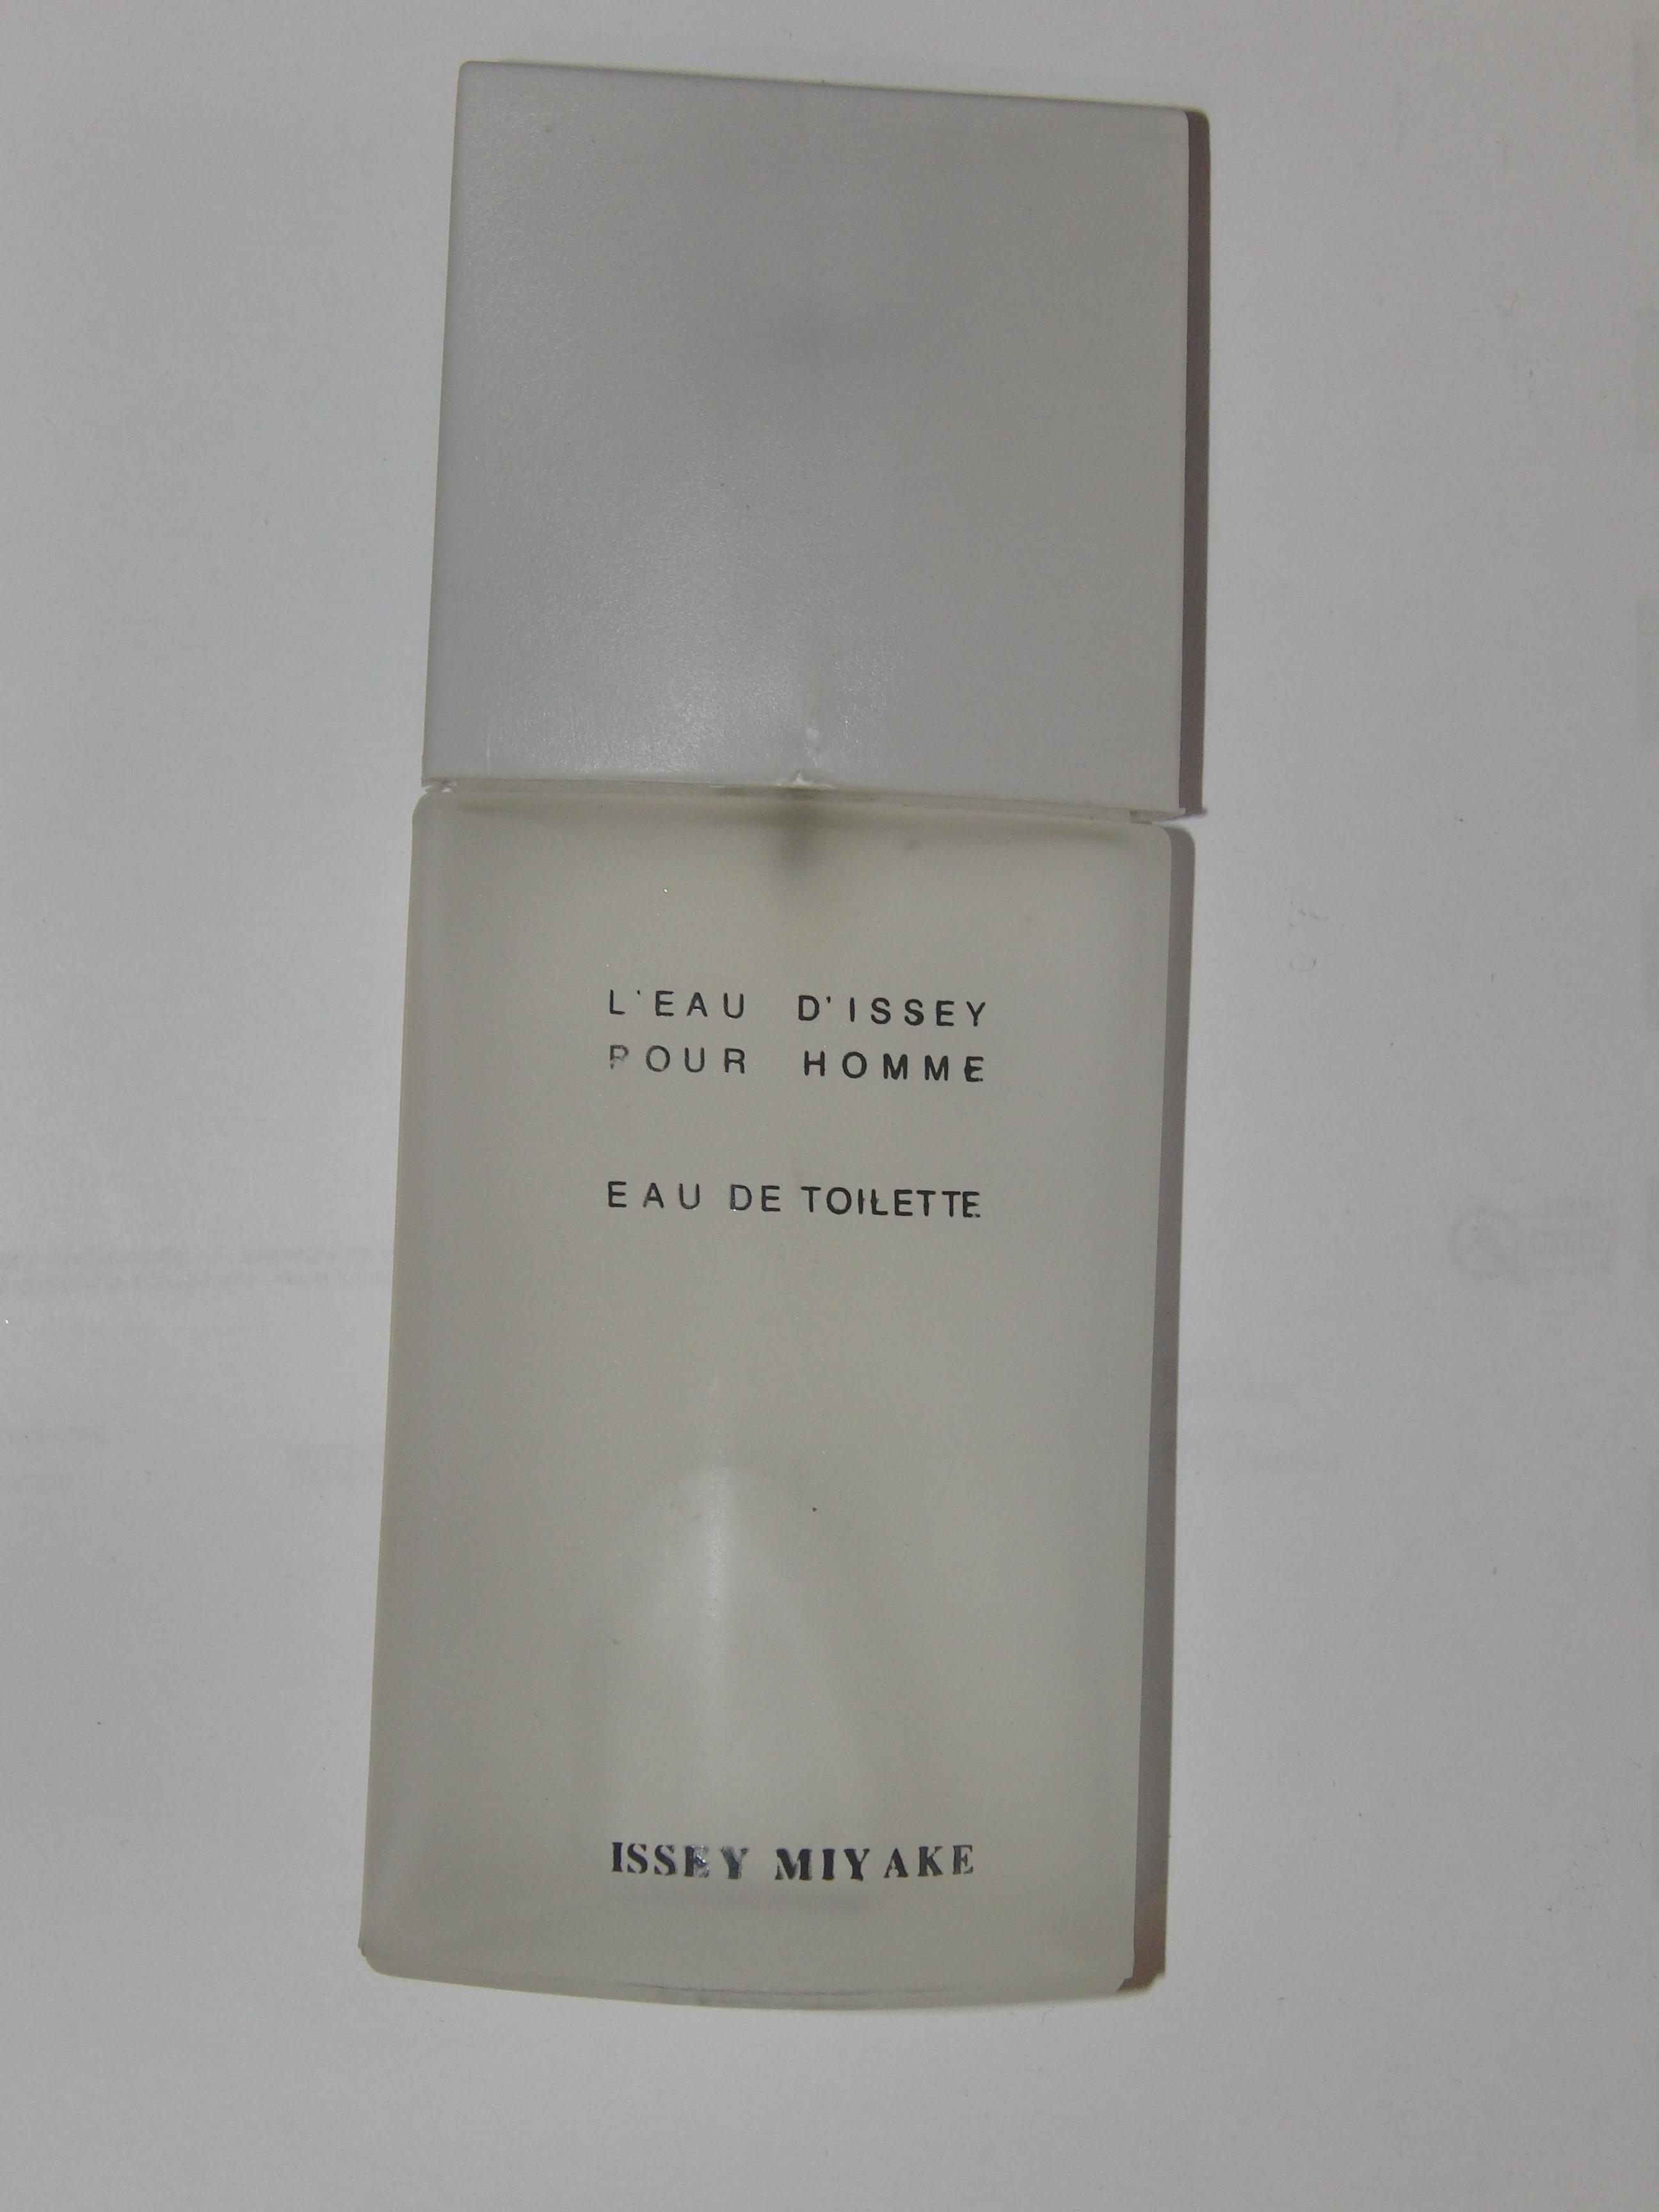 L'EAU D'ISSEY
POUR HOMME
EAU DE TOILETTE
ISSEY MIYAKE